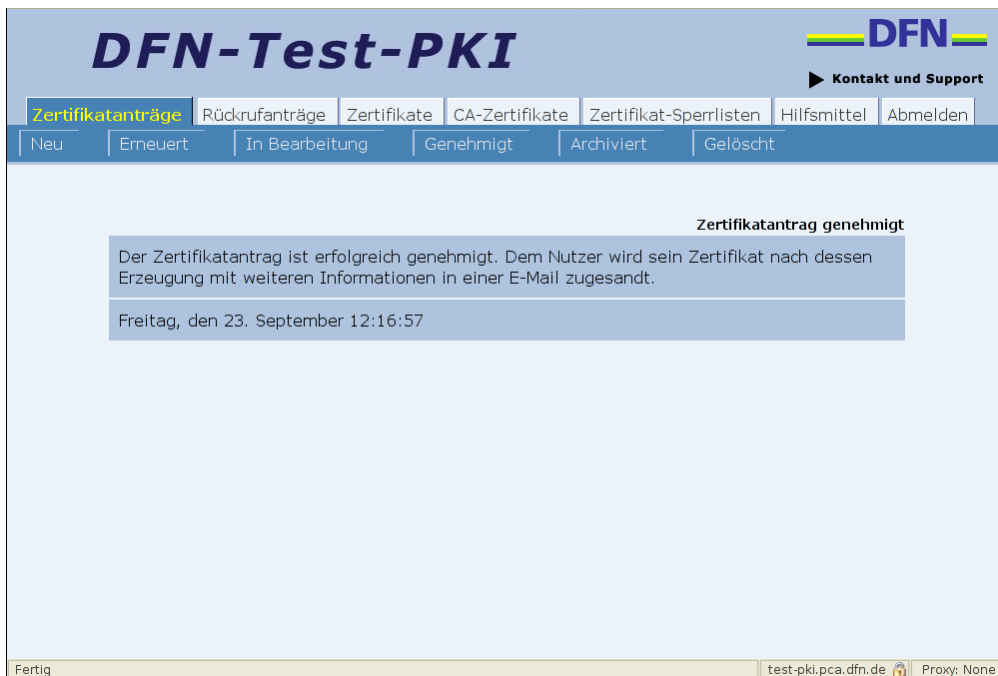 DFN-Test-PKI
DFN
Kontakt und Support
Zertifikatanträge Rückrufanträge Zertifikate CA-Zertifikate Zertifikat-Sperrlisten Hilfsmittel Abmelden
Neu Erneuert In Bearbeitung Genehmigt Archiviert Gelöscht
Zertifikatantrag genehmigt
Der Zertifikatantrag ist erfolgreich genehmigt. Dem Nutzer wird sein Zertifikat nach dessen
Erzeugung mit weiteren Informationen in einer E-Mail zugesandt.
Freitag, den 23. September 12:16:57
Fertig test-pki.pca.dfn.de Proxy: None